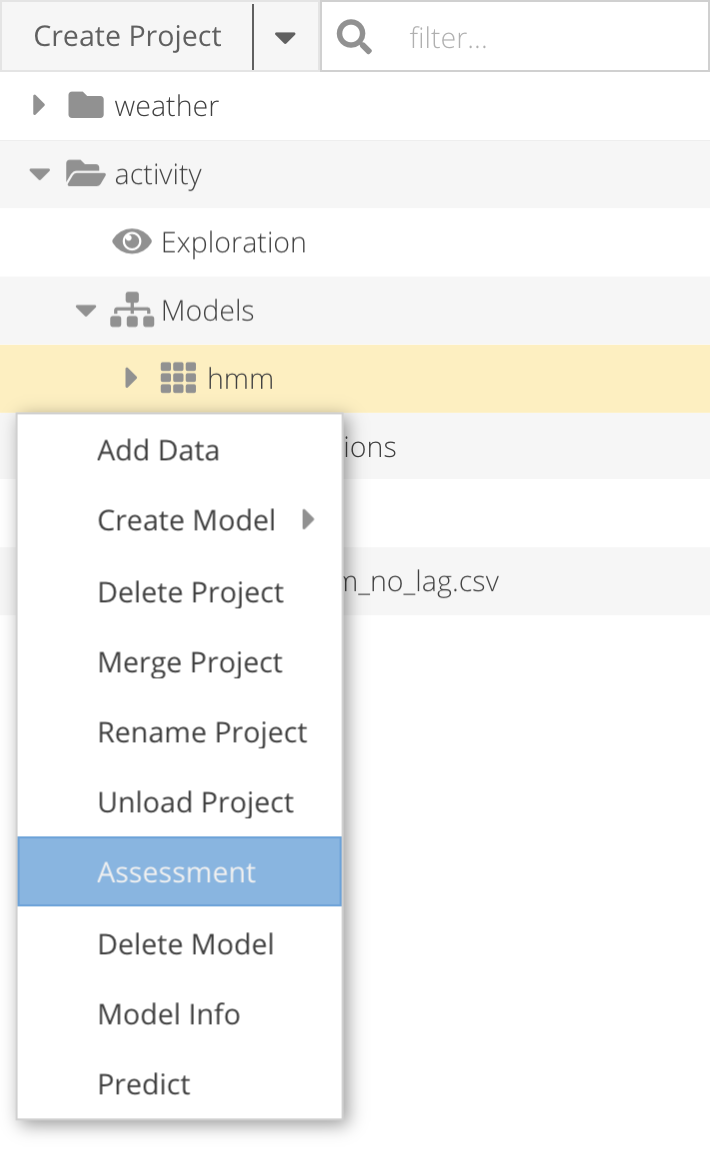 Create Project
filter...
weather
activity
Exploration
Models
hmm
Add Data
ions
Create Model
Delete Project
m_no_lag.csv
Merge Project
Rename Project
Unload Project
Assessment
Delete Model
Model Info
Predict